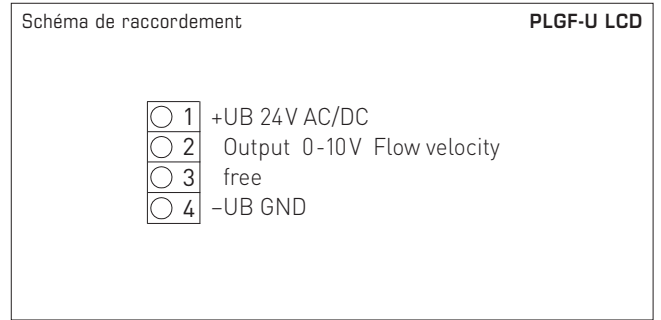 Schéma de raccordement PLGF-U LCD
1 +UB 24V AC/DC
2 Output 0-10V Flow velocity
3 free
4 –UB GND